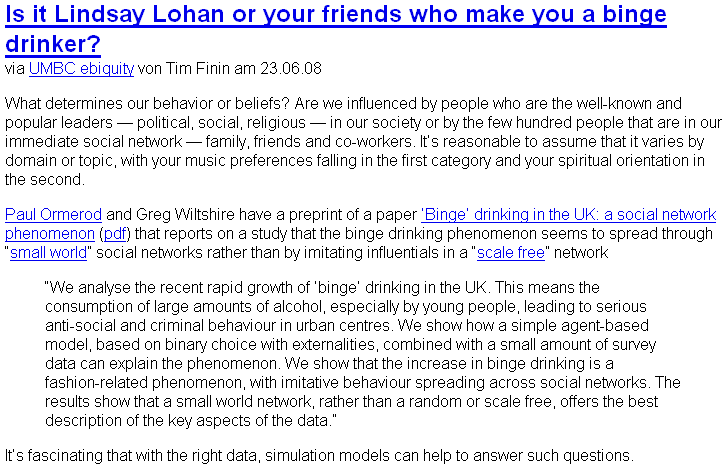 Is it Lindsay Lohan or your friends who make you a binge
drinker?
via UMBC ebiquity von Tim Finin am 23.06.08
What determines our behavior or beliefs? Are we influenced by people who are the well-known and
popular leaders — political, social, religious — in our society or by the few hundred people that are in our
immediate social network — family, friends and co-workers. It's reasonable to assume that it varies by
domain or topic, with your music preferences falling in the first category and your spiritual orientation in
the second.
Paul Ormerod and Greg Wiltshire have a preprint of a paper 'Binge' drinking in the UK: a social network
phenomenon (pdf) that reports on a study that the binge drinking phenomenon seems to spread through
"small world" social networks rather than by imitating influentials in a "scale free" network
"We analyse the recent rapid growth of 'binge' drinking in the UK. This means the
consumption of large amounts of alcohol, especially by young people, leading to serious
anti-social and criminal behaviour in urban centres. We show how a simple agent-based
model, based on binary choice with externalities, combined with a small amount of survey
data can explain the phenomenon. We show that the increase in binge drinking is a
fashion-related phenomenon, with imitative behaviour spreading across social networks. The
results show that a small world network, rather than a random or scale free, offers the best
description of the key aspects of the data."
It's fascinating that with the right data, simulation models can help to answer such questions.